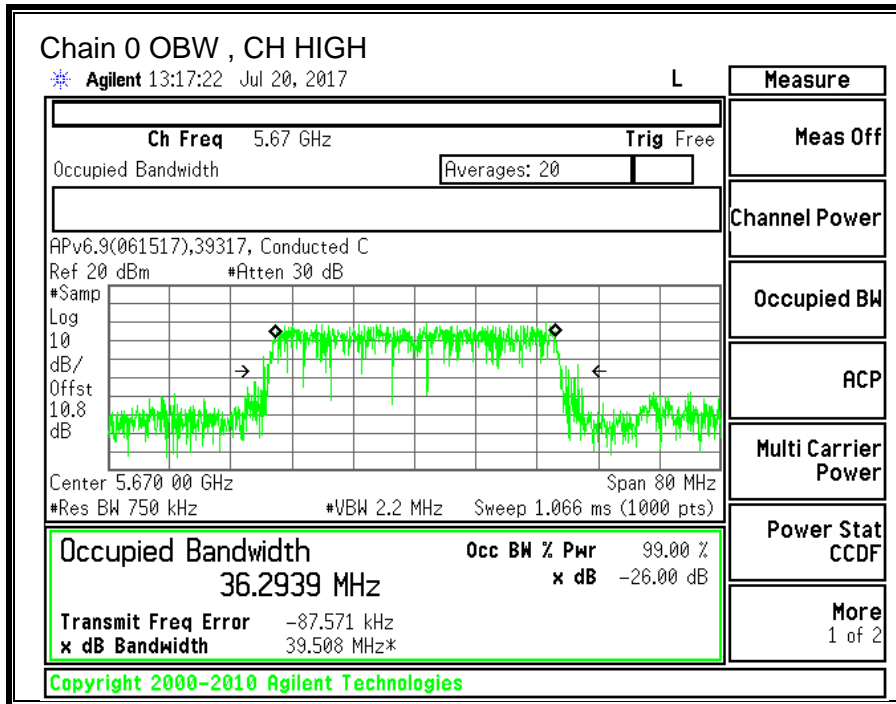 Chain 0 OBW , CH HIGH
Agilent 13:17:22 Jul 20, 2017 L
Ch Freq 5.67 GHz Trig Free
Occupied Bandwidth Averages: 20
APv6.9(061517),39317, Conducted C
Ref 20 dBm #Atten 30 dB
#Samp
Log
10
dB/
Offst
10.8
dB
Center 5.670 00 GHz Span 80 MHz
#Res BW 750 kHz #VBW 2.2 MHz Sweep 1.066 ms (1000 pts)
Occupied Bandwidth Occ BW % Pwr 99.00 %
36.2939 MHz x dB -26.00 dB
Transmit Freq Error -87.571 kHz
x dB Bandwidth 39.508 MHz*
Copyright 2000-2010 Agilent Technologies
Measure
Meas Off
Channel Power
Occupied BW
ACP
Multi Carrier
Power
Power Stat
CCDF
More
1 of 2